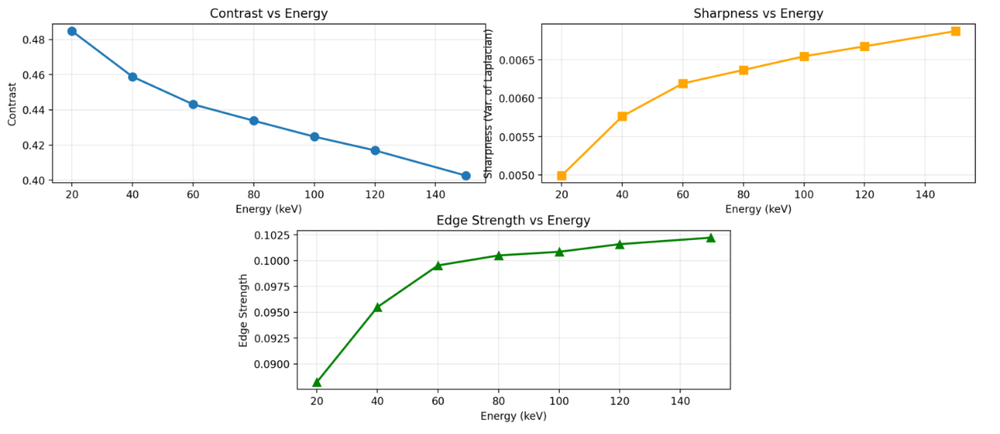 Contrast vs Energy
Contrast
0.48
0.46
0.44
0.42
0.40
20 40 60 80 100 120 140
Energy (keV)
Sharpness vs Energy
Sharpness (Var. of Laplacian)
0.0065
0.0060
0.0055
0.0050
20 40 60 80 100 120 140
Energy (keV)
Edge Strength vs Energy
Edge Strength
0.1025
0.1000
0.0975
0.0950
0.0925
0.0900
20 40 60 80 100 120 140
Energy (keV)